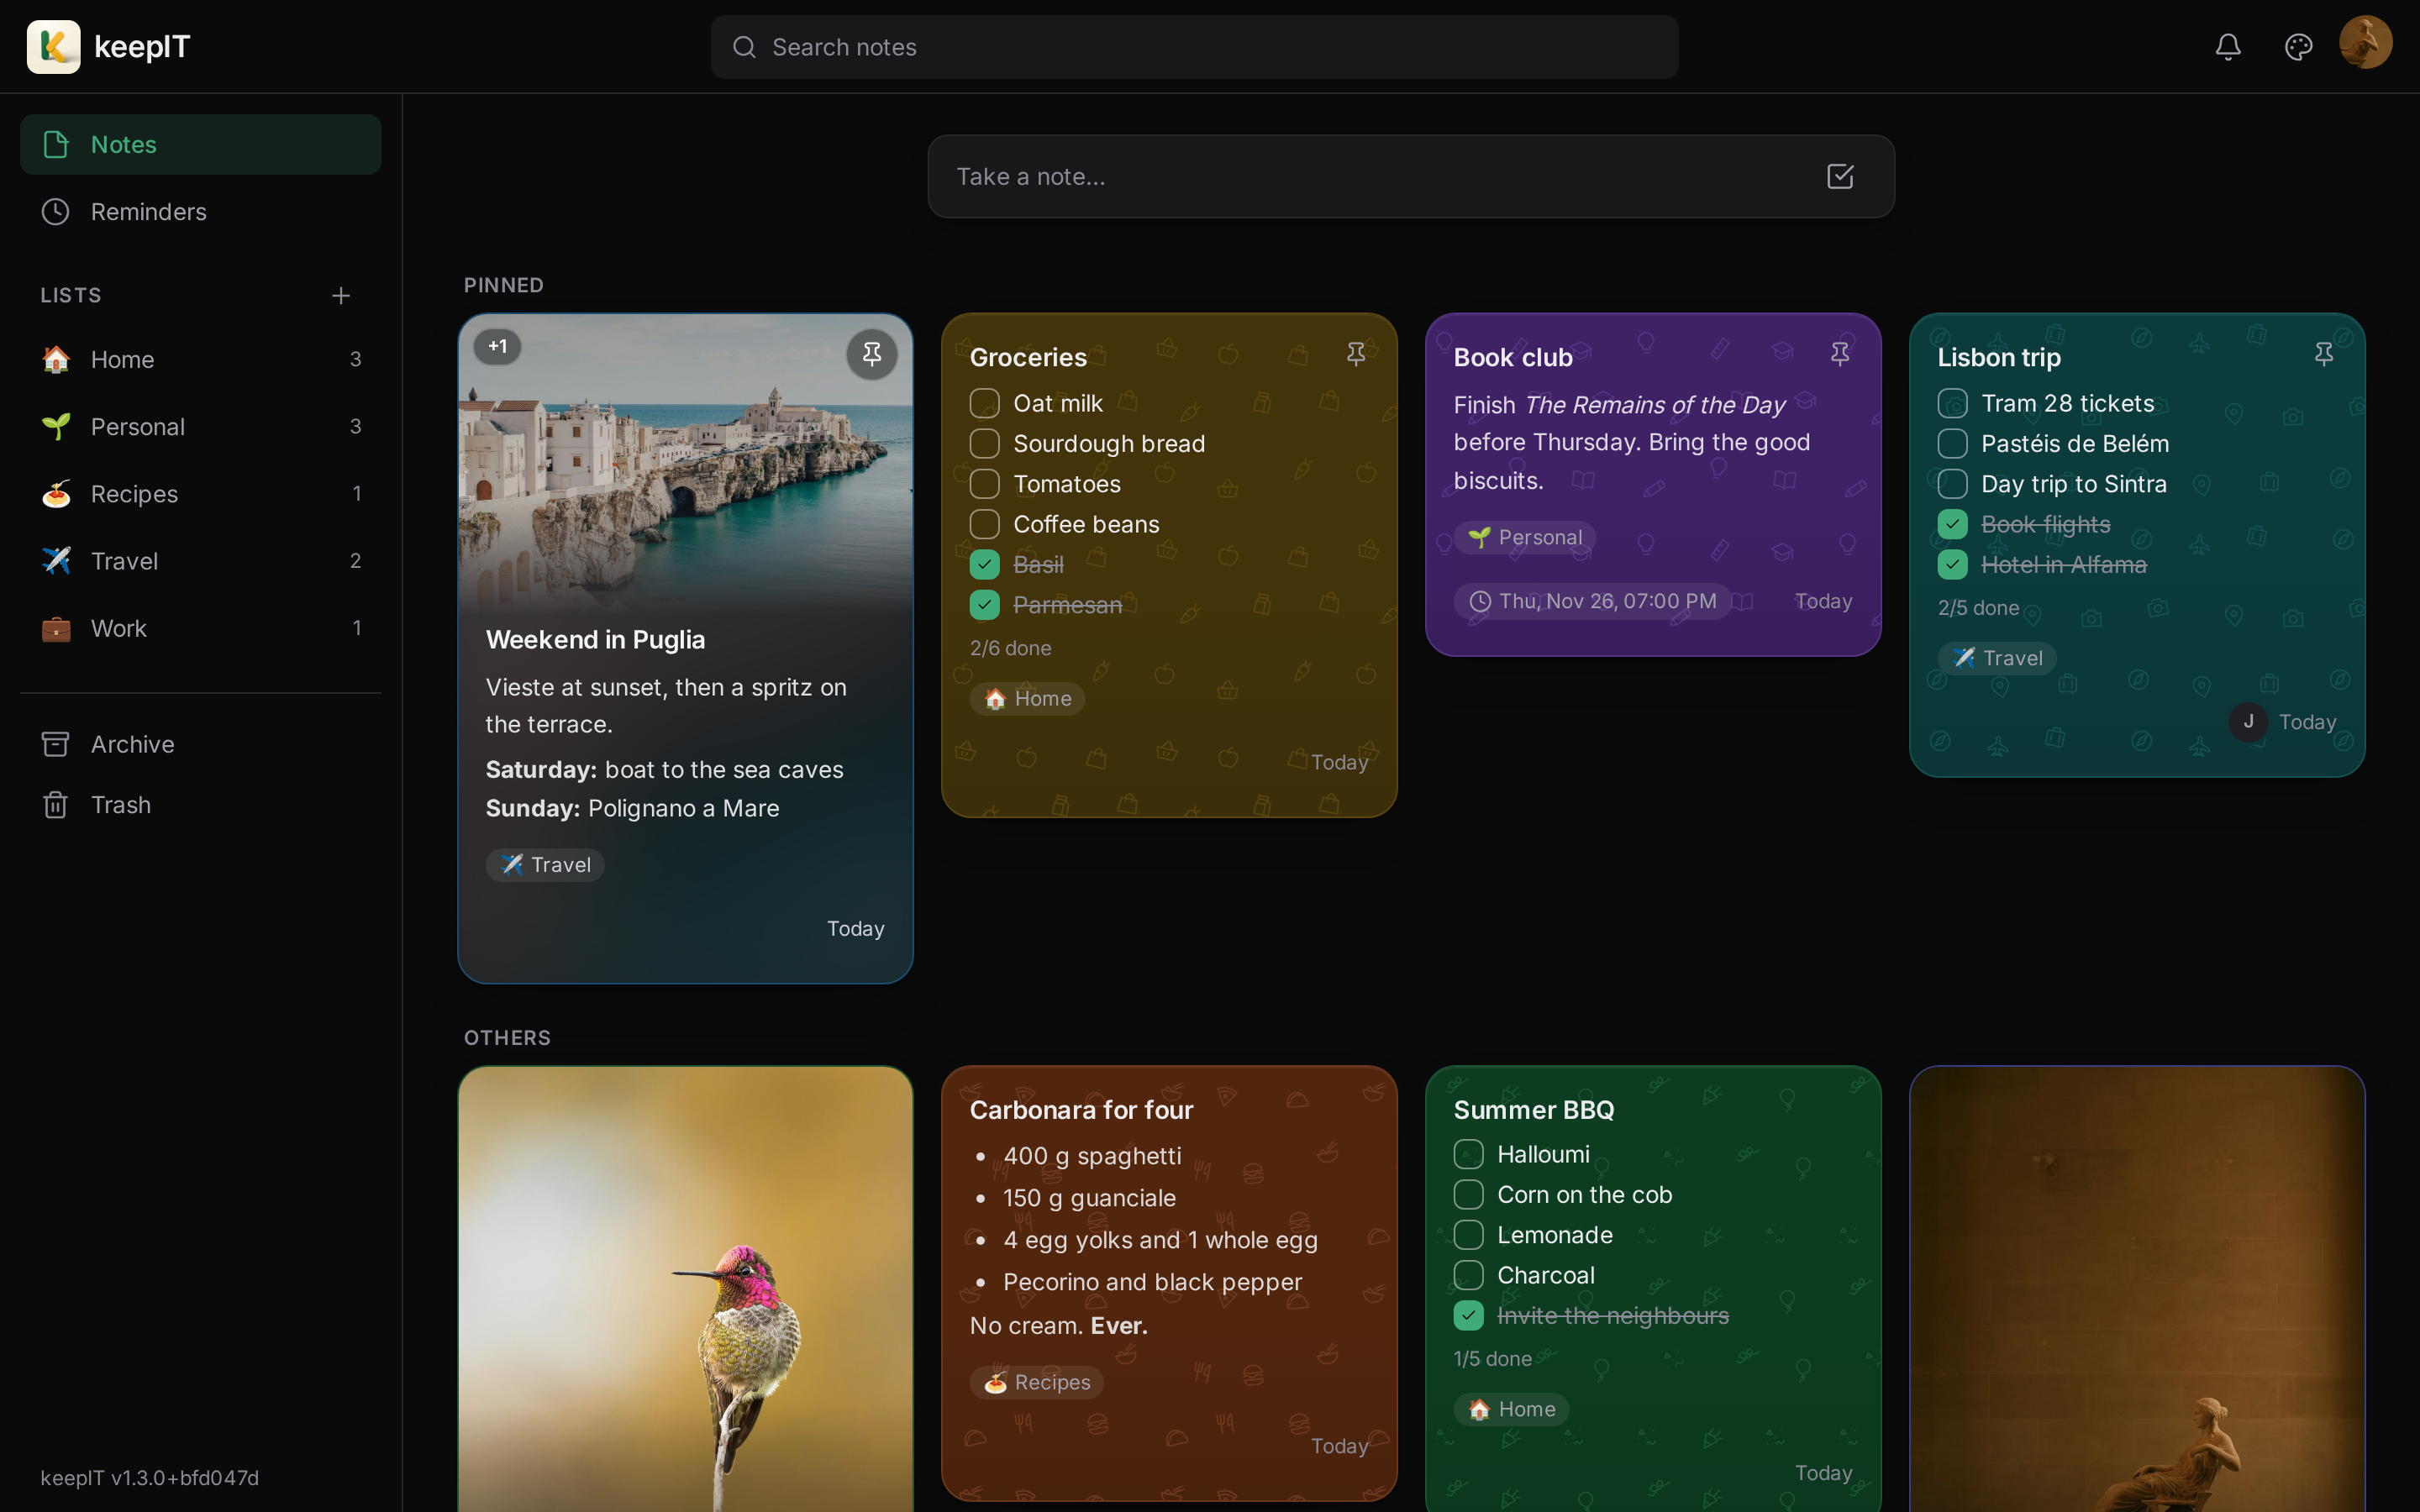 keepIT
Search notes
Notes
Reminders
LISTS
Home 3
Personal 3
Recipes 1
Travel 2
Work 1
Archive
Trash
keepIT v1.3.0+bfd047d
Take a note...
PINNED
+1
Weekend in Puglia
Vieste at sunset, then a spritz on
the terrace.
Saturday: boat to the sea caves
Sunday: Polignano a Mare
Travel
Today
Groceries
Oat milk
Sourdough bread
Tomatoes
Coffee beans
Basil
Parmesan
2/6 done
Home
Today
Book club
Finish The Remains of the Day
before Thursday. Bring the good
biscuits.
Personal
Thu, Nov 26, 07:00 PM Today
Lisbon trip
Tram 28 tickets
Pastéis de Belém
Day trip to Sintra
Book flights
Hotel in Alfama
2/5 done
Travel
J Today
OTHERS
Carbonara for four
• 400 g spaghetti
• 150 g guanciale
• 4 egg yolks and 1 whole egg
• Pecorino and black pepper
No cream. Ever.
Recipes
Today
Summer BBQ
Halloumi
Corn on the cob
Lemonade
Charcoal
Invite the neighbours
1/5 done
Home
Today